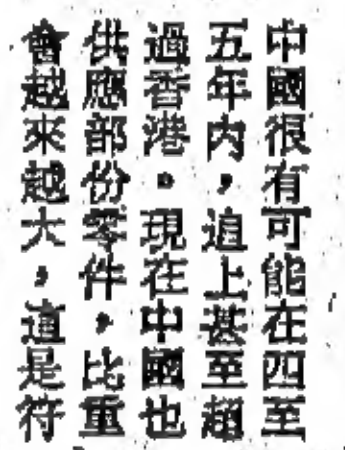 中國很有可能在四至
五年内，追上甚至超
過香港。現在中國也
供應部份零件，比重
會越來越大，這是符